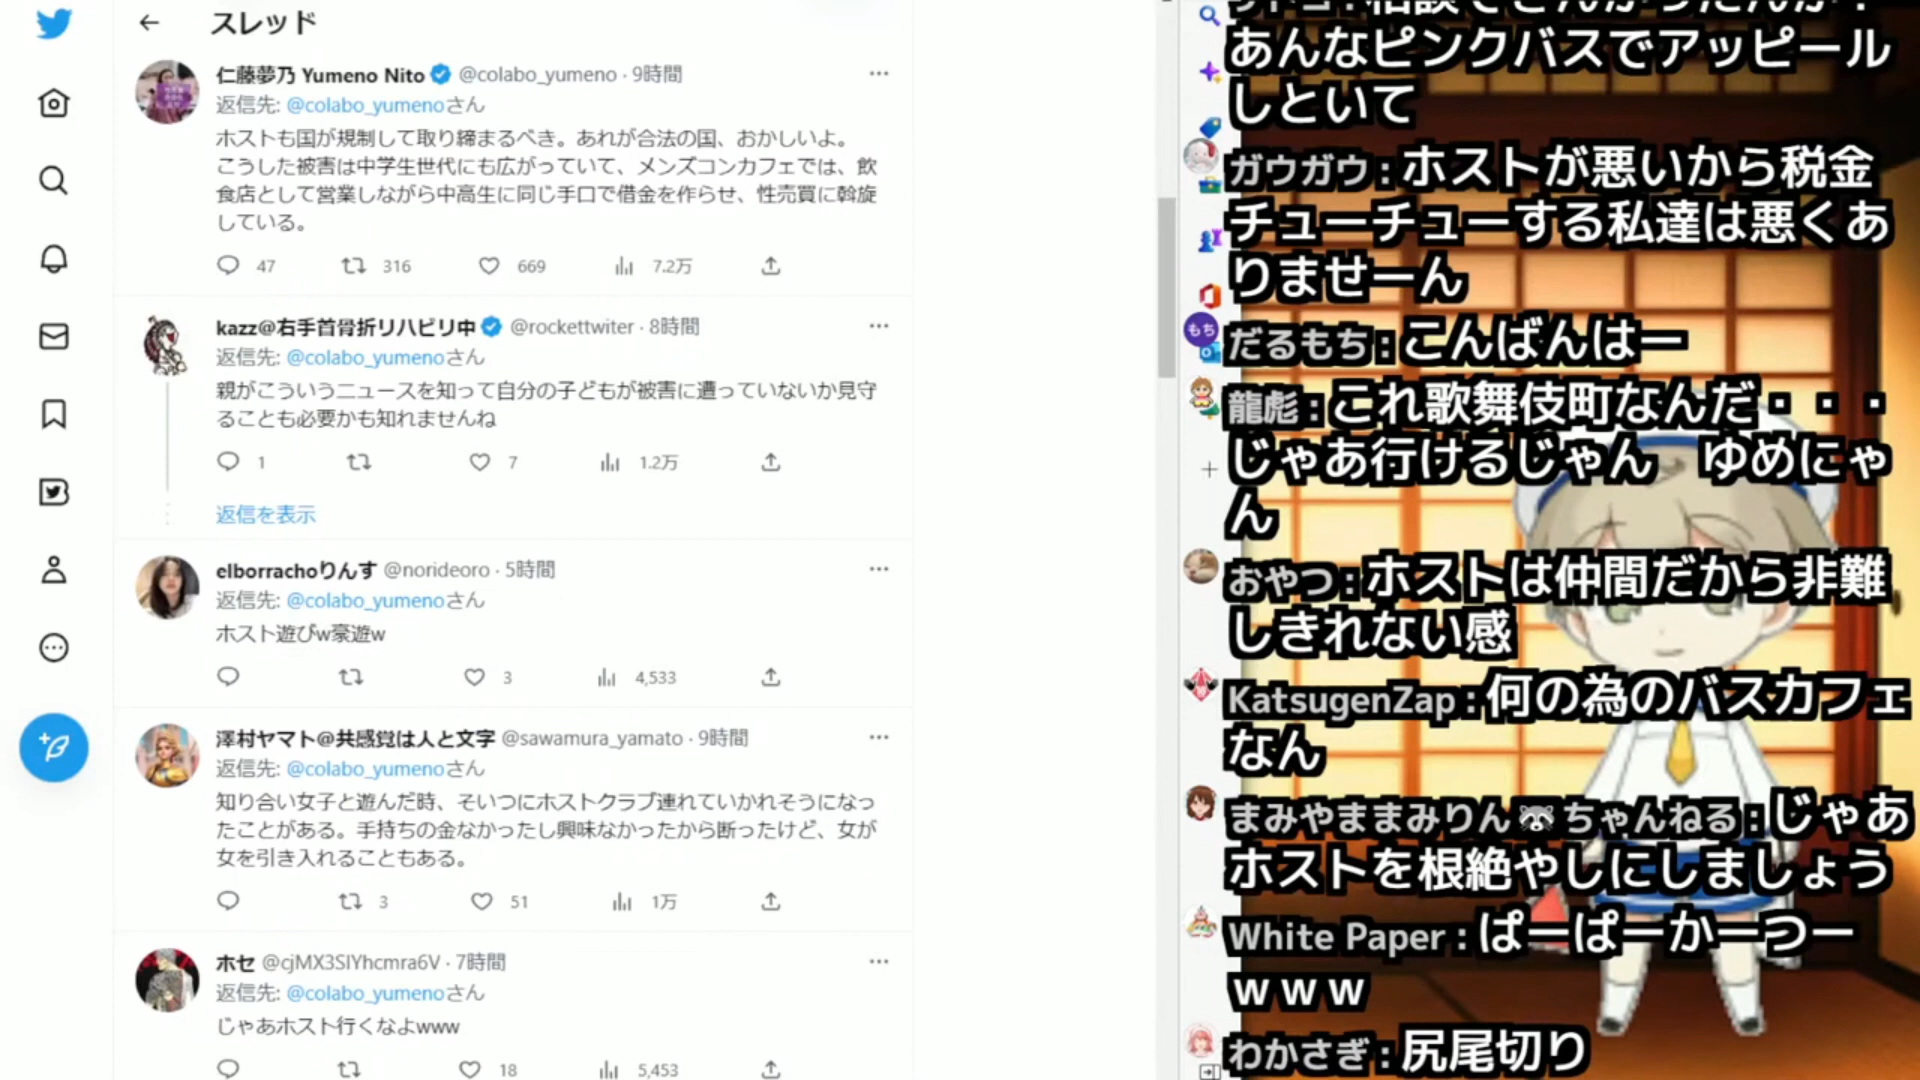 スレッド
仁藤夢乃 Yumeno Nito @colabo_yumeno · 9時間
返信先: @colabo_yumenoさん
ホストも国が規制して取り締まるべき。あれが合法の国、おかしいよ。
こうした被害は中学生世代にも広がっていて、メンズコンカフェでは、飲
食店として営業しながら中高生に同じ手口で借金を作らせ、性売買に斡旋
している。
47 316 669 7.2万
kazz@右手首骨折リハビリ中 @rockettwiter · 8時間
返信先: @colabo_yumenoさん
親がこういうニュースを知って自分の子どもが被害に遭っていないか見守
ることも必要かも知れませんね
1 7 1.2万
返信を表示
elborrachoりんす @norideoro · 5時間
返信先: @colabo_yumenoさん
ホスト遊びw豪遊w
3 4,533
澤村ヤマト@共感覚は人と文字 @sawamura_yamato · 9時間
返信先: @colabo_yumenoさん
知り合い女子と遊んだ時、そいつにホストクラブ連れていかれそうになっ
たことがある。手持ちの金なかったし興味なかったから断ったけど、女が
女を引き入れることもある。
3 51 1万
ホセ @cjMX3SlYhcmra6V · 7時間
返信先: @colabo_yumenoさん
じゃあホスト行くなよwww
18 5,453
あんなピンクバスでアッピール
しといて
ガウガウ : ホストが悪いから税金
チューチューする私達は悪くあ
りませーん
もち
だるもち : こんばんはー
龍彪 : これ歌舞伎町なんだ・・・
じゃあ行けるじゃん ゆめにゃ
ん
おやつ : ホストは仲間だから非難
しきれない感
KatsugenZap : 何の為のバスカフェ
なん
まみやままみりん🦝ちゃんねる : じゃあ
ホストを根絶やしにしましょう
White Paper : ぱーぱーかーつー
ｗｗｗ
わかさぎ : 尻尾切り